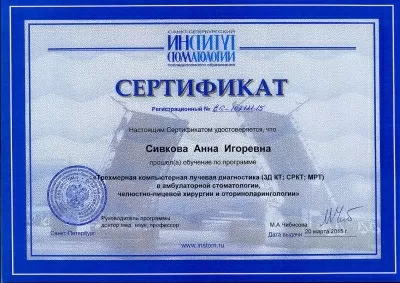 САНКТ-ПЕТЕРБУРГСКИЙ
ИНСТИТУТ
СТОМАТОЛОГИИ
последипломного образования
СЕРТИФИКАТ
Регистрационный №
Настоящим Сертификатом удостоверяется, что
Сивкова Анна Игоревна
прошел(а) обучение по программе
«Трехмерная компьютерная лучевая диагностика (3Д КТ; СРКТ; МРТ)
в амбулаторной стоматологии,
челюстно-лицевой хирургии и оториноларингологии»
Руководитель программы
доктор мед. наук, профессор
М.А.Чибисова
Санкт-Петербург
Дата выдачи 20 марта 2015 г.
www.instom.ru